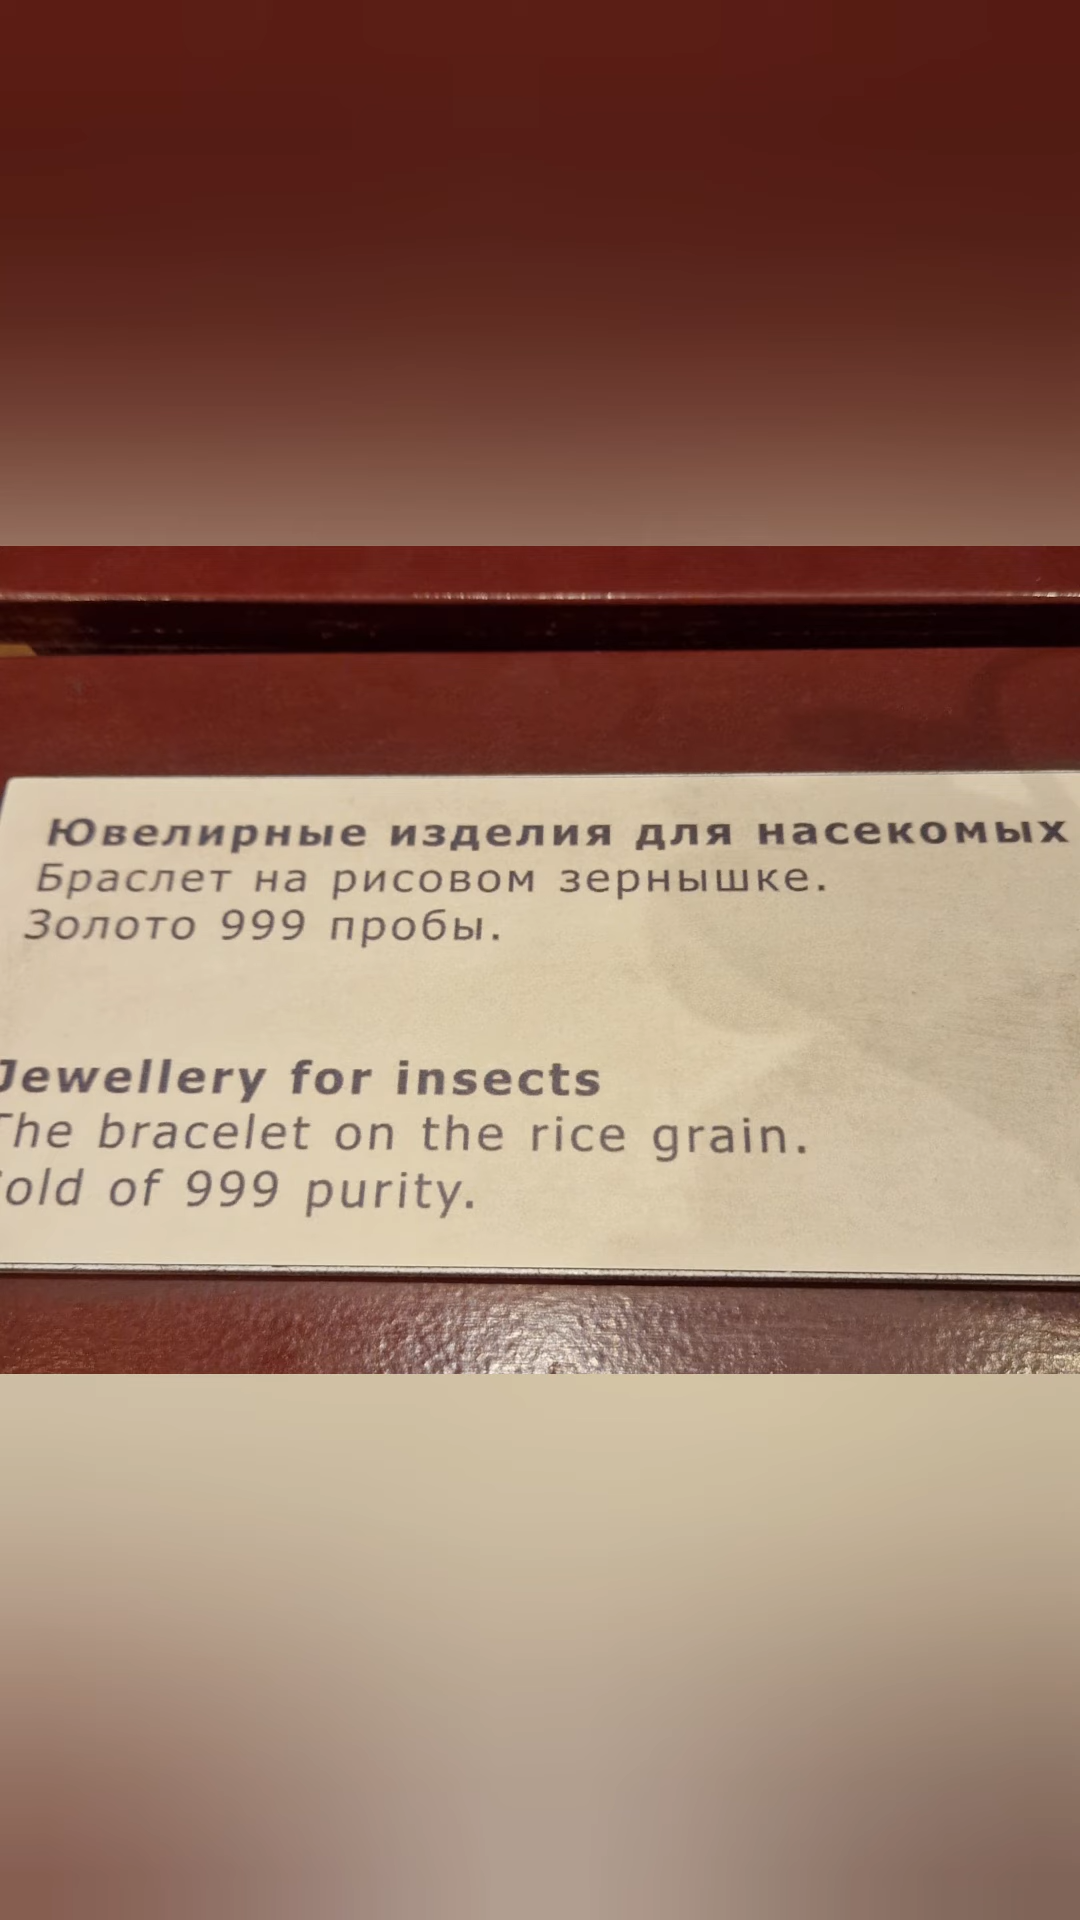 Ювелирные изделия для насекомых
Браслет на рисовом зернышке.
Золото 999 пробы.
Jewellery for insects
The bracelet on the rice grain.
old of 999 purity.